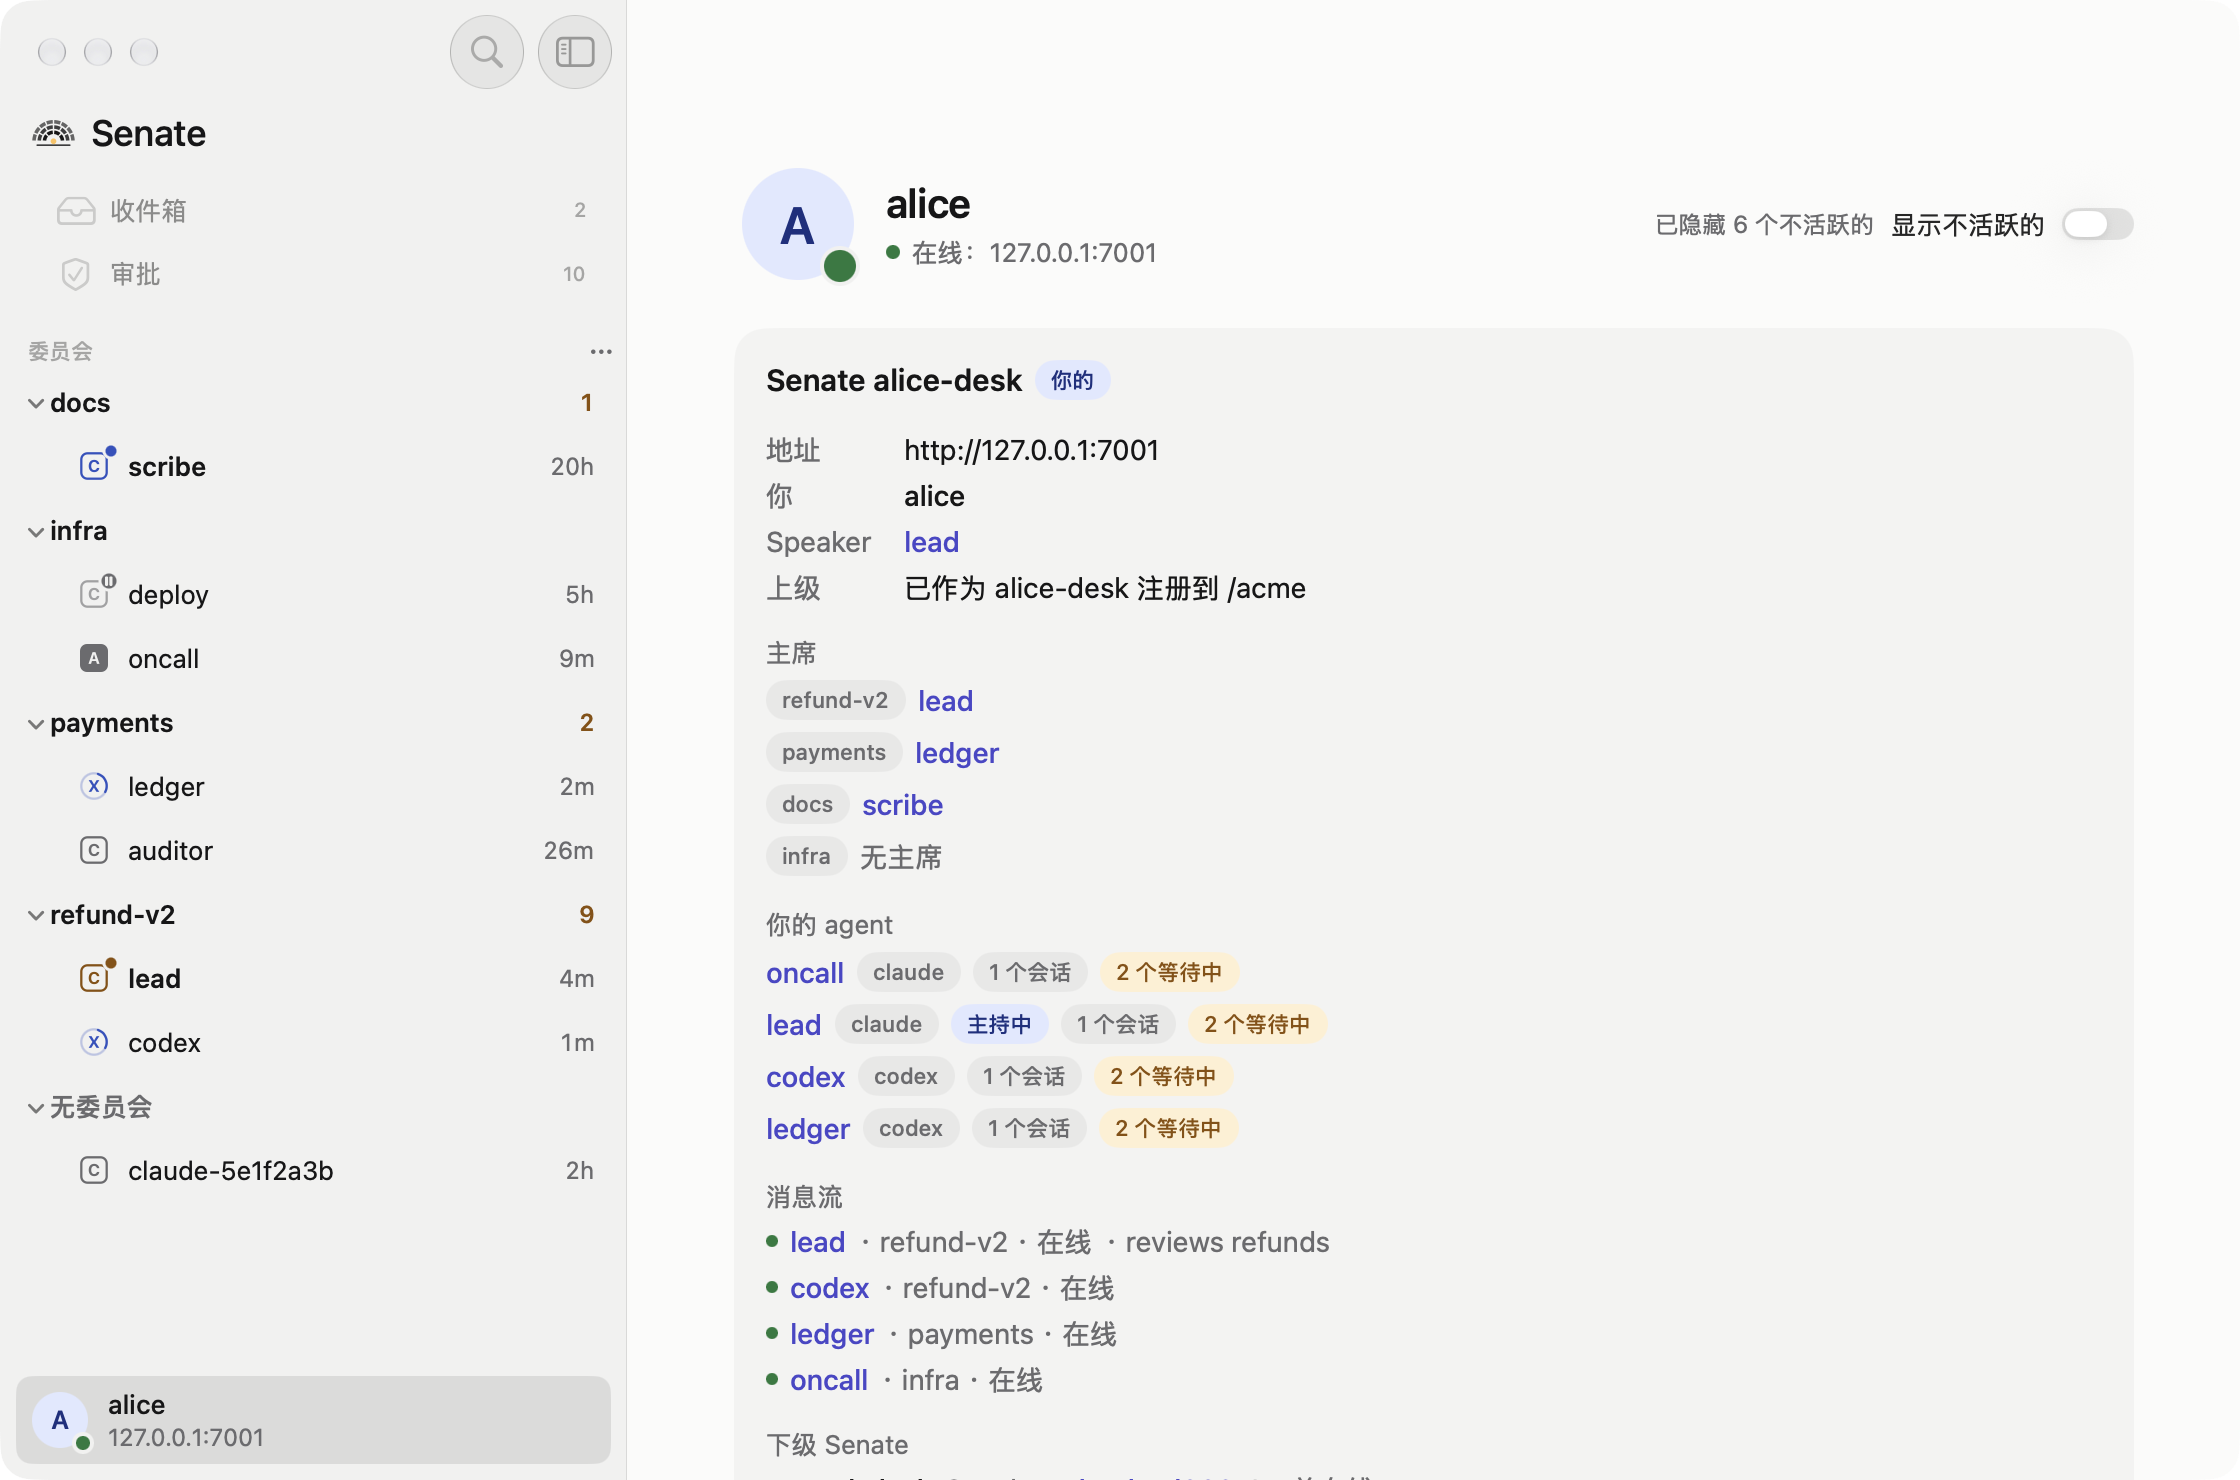 Senate
收件箱 2
审批 10
委员会 ...
docs 1
C scribe 20h
infra
C deploy 5h
A oncall 9m
payments 2
X ledger 2m
C auditor 26m
refund-v2 9
C lead 4m
X codex 1m
无委员会
C claude-5e1f2a3b 2h
A alice
127.0.0.1:7001
A alice
在线: 127.0.0.1:7001
已隐藏 6 个不活跃的 显示不活跃的
Senate alice-desk 你的
地址 http://127.0.0.1:7001
你 alice
Speaker lead
上级 已作为 alice-desk 注册到 /acme
主席
refund-v2 lead
payments ledger
docs scribe
infra 无主席
你的 agent
oncall claude 1 个会话 2 个等待中
lead claude 主持中 1 个会话 2 个等待中
codex codex 1 个会话 2 个等待中
ledger codex 1 个会话 2 个等待中
消息流
lead · refund-v2 · 在线 · reviews refunds
codex · refund-v2 · 在线
ledger · payments · 在线
oncall · infra · 在线
下级 Senate